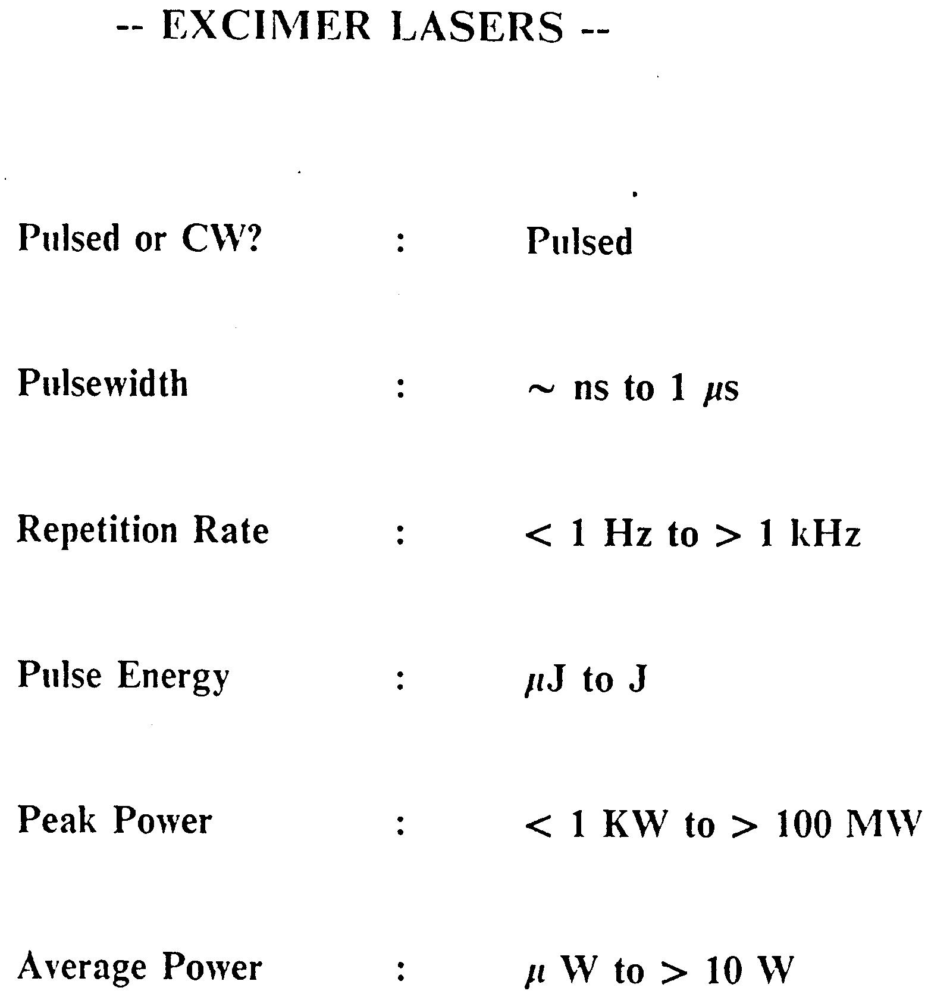 -- EXCIMER LASERS --
Pulsed or CW? : Pulsed
Pulsewidth : ~ ns to 1 μs
Repetition Rate : < 1 Hz to > 1 kHz
Pulse Energy : μJ to J
Peak Power : < 1 KW to > 100 MW
Average Power : μ W to > 10 W